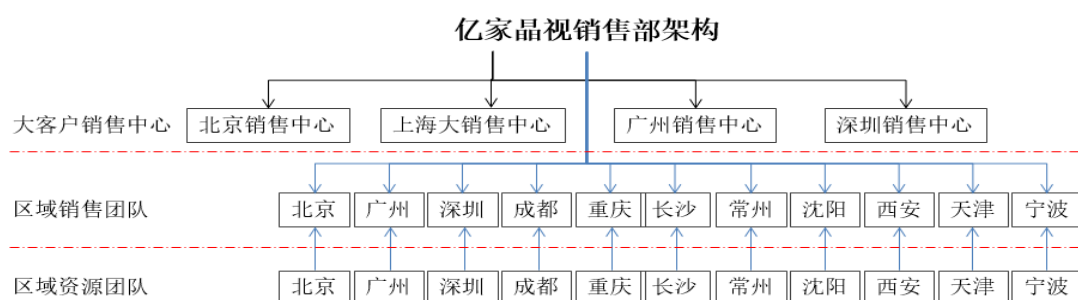 亿家晶视销售部架构
大客户销售中心 北京销售中心 上海大销售中心 广州销售中心 深圳销售中心
区域销售团队 北京 广州 深圳 成都 重庆 长沙 常州 沈阳 西安 天津 宁波
区域资源团队 北京 广州 深圳 成都 重庆 长沙 常州 沈阳 西安 天津 宁波